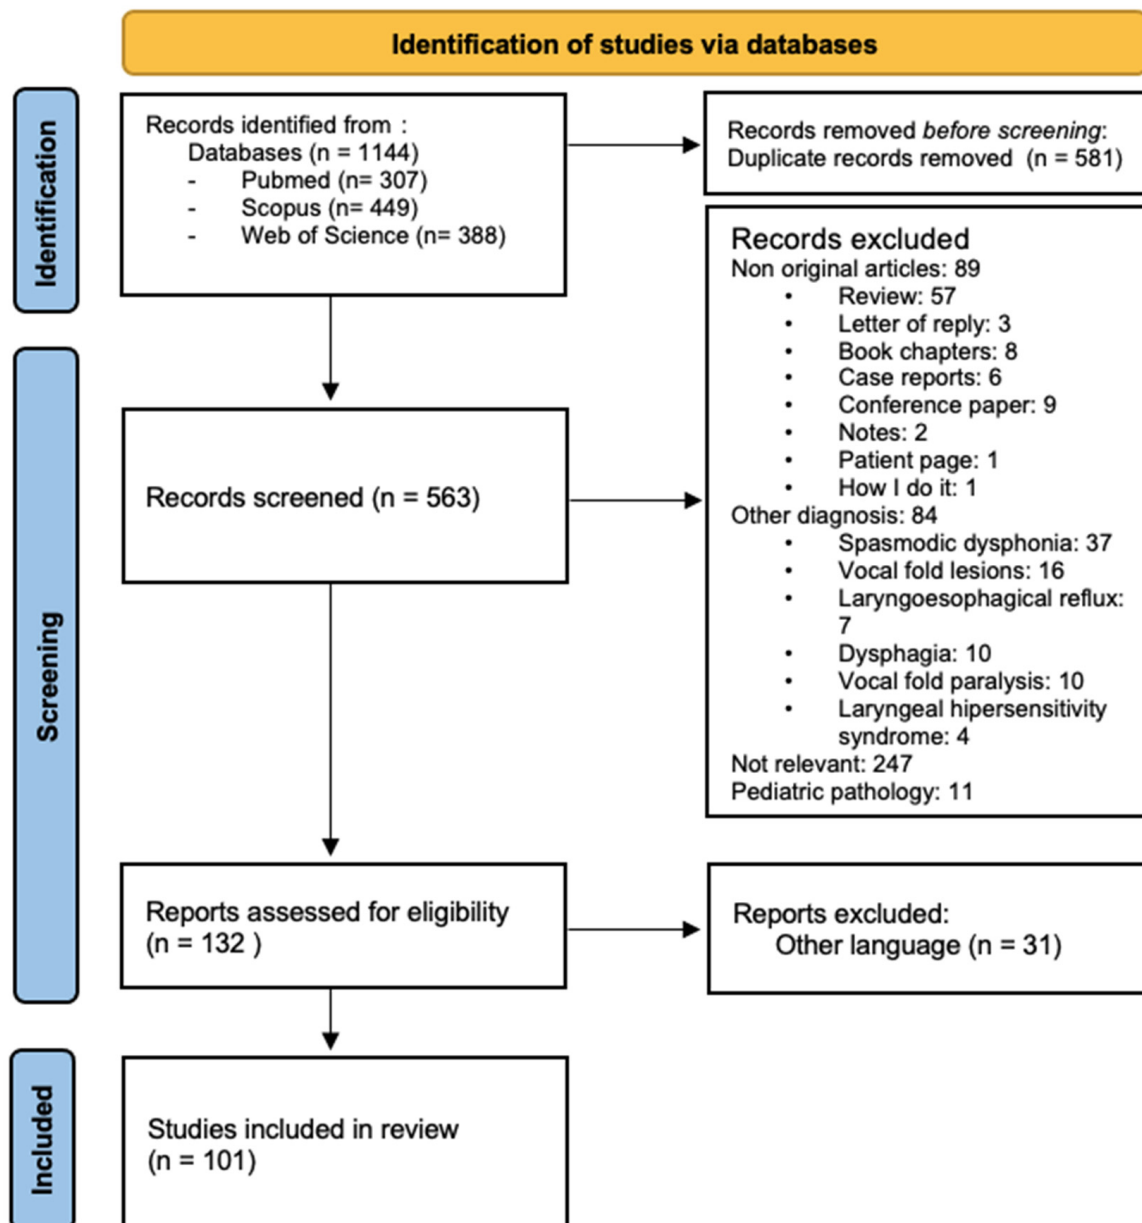 Identification of studies via databases
Identification
Records identified from :
Databases (n = 1144)
- Pubmed (n= 307)
- Scopus (n= 449)
- Web of Science (n= 388)
Records removed before screening:
Duplicate records removed (n = 581)
Screening
Records screened (n = 563)
Records excluded
Non original articles: 89
• Review: 57
• Letter of reply: 3
• Book chapters: 8
• Case reports: 6
• Conference paper: 9
• Notes: 2
• Patient page: 1
• How I do it: 1
Other diagnosis: 84
• Spasmodic dysphonia: 37
• Vocal fold lesions: 16
• Laryngoesophagical reflux:
7
• Dysphagia: 10
• Vocal fold paralysis: 10
• Laryngeal hipersensitivity
syndrome: 4
Not relevant: 247
Pediatric pathology: 11
Reports assessed for eligibility
(n = 132 )
Reports excluded:
Other language (n = 31)
Included
Studies included in review
(n = 101)